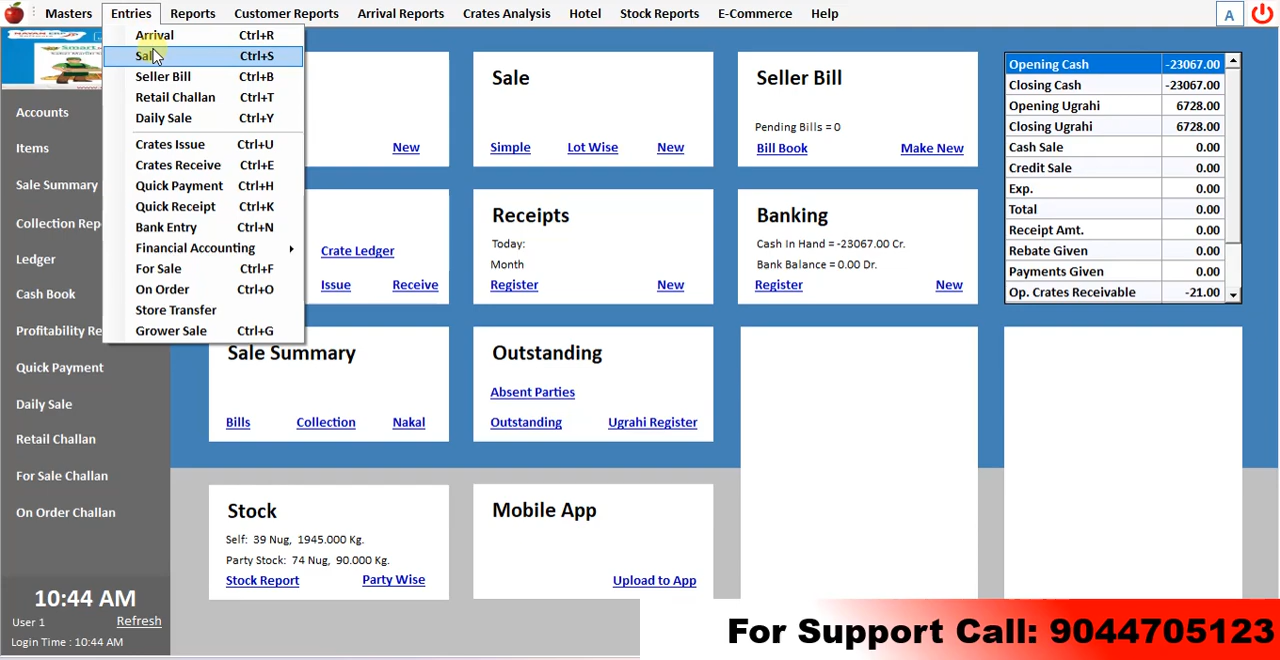 Masters Entries Reports Customer Reports Arrival Reports Crates Analysis Hotel Stock Reports E-Commerce Help A
Arrival Ctrl+R
Ctrl+S
Seller Bill Ctrl+B
Retail Challan Ctrl+T
Daily Sale Ctrl+Y
Crates Issue Ctrl+U
Crates Receive Ctrl+E
Quick Payment Ctrl+H
Quick Receipt Ctrl+K
Bank Entry Ctrl+N
Financial Accounting
For Sale Ctrl+F
On Order Ctrl+O
Store Transfer
Grower Sale Ctrl+G
Accounts
Items
Sale Summary
Collection Rep
Ledger
Cash Book
Profitability Re
Quick Payment
Daily Sale
Retail Challan
For Sale Challan
On Order Challan
10:44 AM
User 1 Refresh
Login Time : 10:44 AM
New
Sale
Simple Lot Wise New
Seller Bill
Pending Bills = 0
Bill Book Make New
Crate Ledger
Issue Receive
Receipts
Today:
Month
Register New
Banking
Cash In Hand = -23067.00 Cr.
Bank Balance = 0.00 Dr.
Register New
Sale Summary
Bills Collection Nakal
Outstanding
Absent Parties
Outstanding Ugrahi Register
Stock
Self: 39 Nug, 1945.000 Kg.
Party Stock: 74 Nug, 90.000 Kg.
Stock Report Party Wise
Mobile App
Upload to App
Opening Cash -23067.00
Closing Cash -23067.00
Opening Ugrahi 6728.00
Closing Ugrahi 6728.00
Cash Sale 0.00
Credit Sale 0.00
Exp. 0.00
Total 0.00
Receipt Amt. 0.00
Rebate Given 0.00
Payments Given 0.00
Op. Crates Receivable -21.00
For Support Call: 9044705123